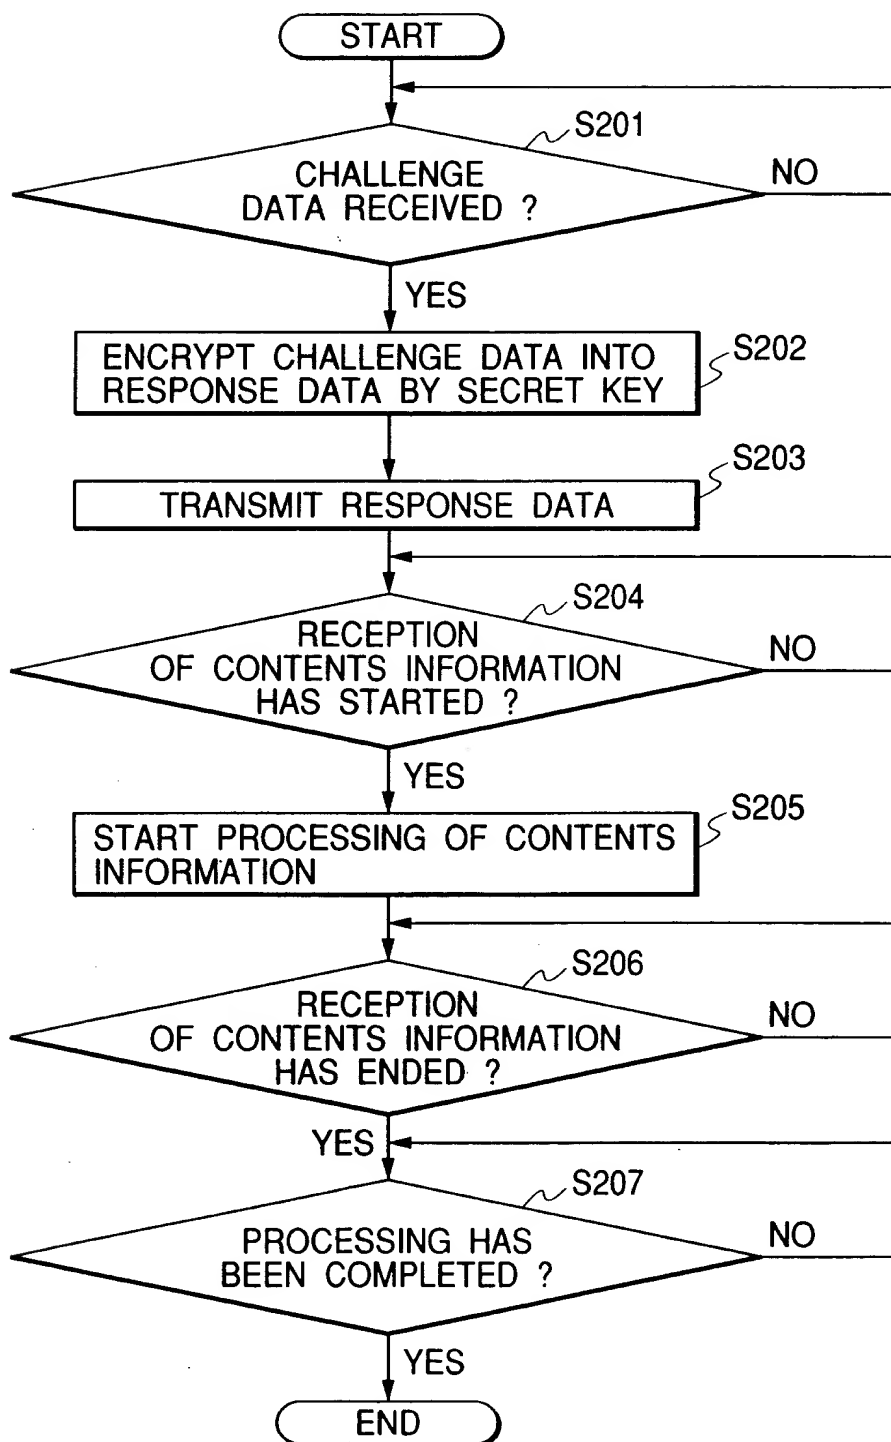 START
S201
CHALLENGE
DATA RECEIVED ?
NO
YES
ENCRYPT CHALLENGE DATA INTO
RESPONSE DATA BY SECRET KEY
S202
S203
TRANSMIT RESPONSE DATA
S204
RECEPTION
OF CONTENTS INFORMATION
HAS STARTED ?
NO
YES
S205
START PROCESSING OF CONTENTS
INFORMATION
S206
RECEPTION
OF CONTENTS INFORMATION
HAS ENDED ?
NO
YES
S207
PROCESSING HAS
BEEN COMPLETED ?
NO
YES
END